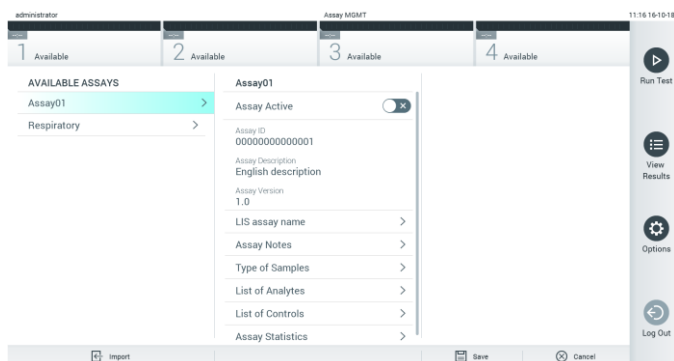 administrator
Assay MGMT
11:16 16-10-18
1 Available
2 Available
3 Available
4 Available
AVAILABLE ASSAYS
Assay01
Respiratory
Assay01
Assay Active
Assay ID
00000000000001
Assay Description
English description
Assay Version
1.0
LIS assay name
Assay Notes
Type of Samples
List of Analytes
List of Controls
Assay Statistics
Run Test
View
Results
Options
Log Out
Import
Save
Cancel